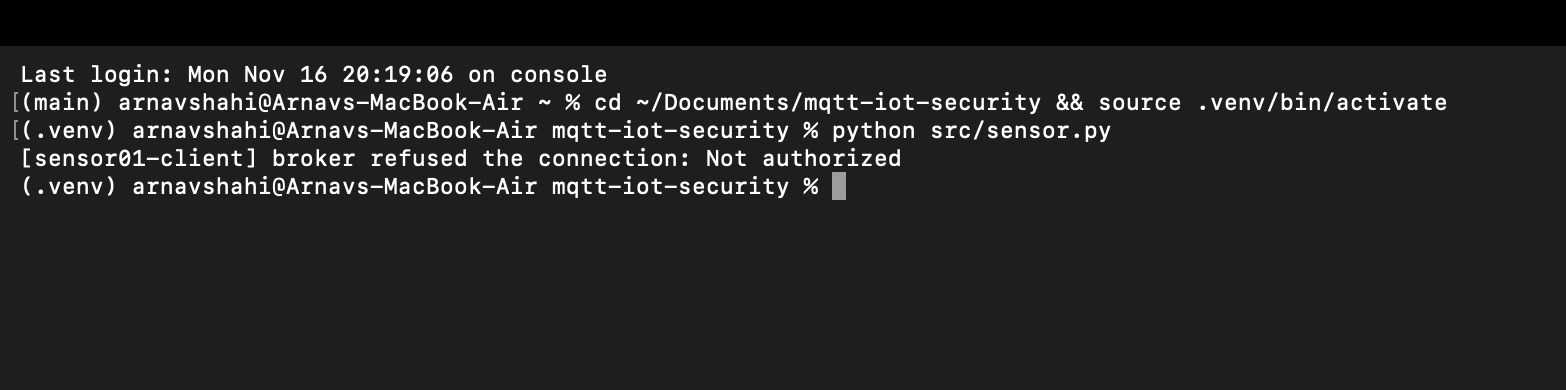 Last login: Mon Nov 16 20:19:06 on console
[(main) arnavshahi@Arnavs-MacBook-Air ~ % cd ~/Documents/mqtt-iot-security && source .venv/bin/activate
[(.venv) arnavshahi@Arnavs-MacBook-Air mqtt-iot-security % python src/sensor.py
[sensor01-client] broker refused the connection: Not authorized
(.venv) arnavshahi@Arnavs-MacBook-Air mqtt-iot-security %